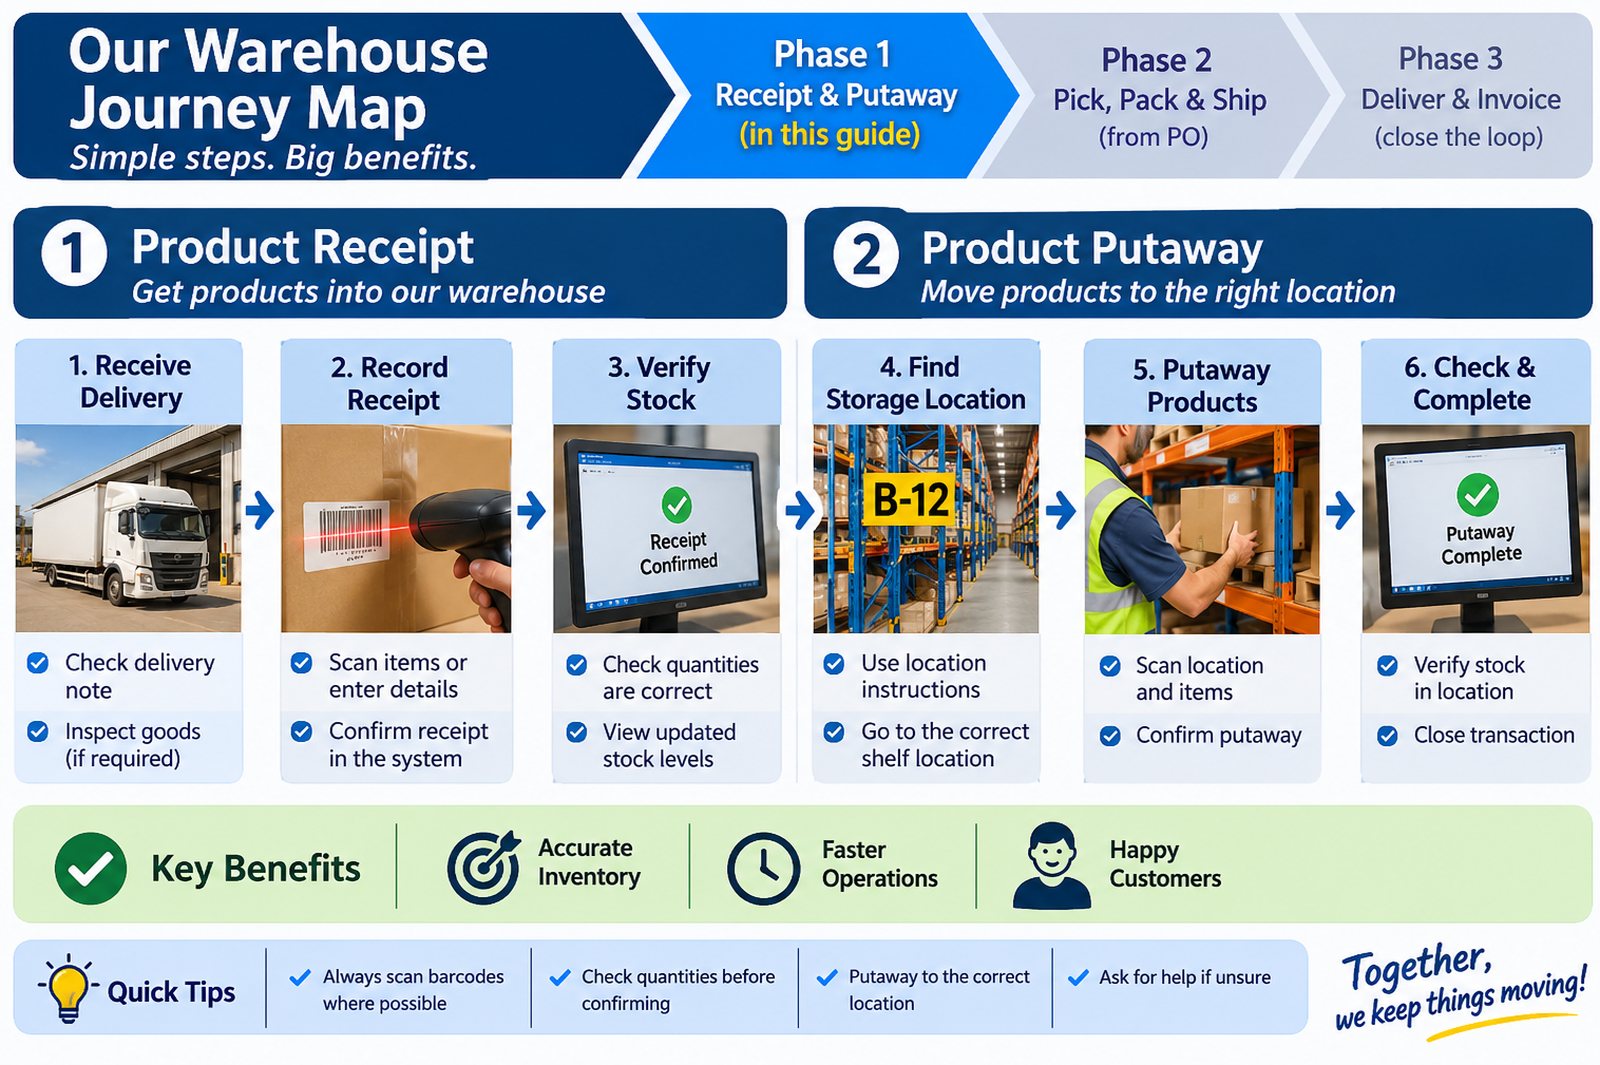 Our Warehouse
Journey Map
Simple steps. Big benefits.
Phase 1
Receipt & Putaway
(in this guide)
Phase 2
Pick, Pack & Ship
(from PO)
Phase 3
Deliver & Invoice
(close the loop)
1
Product Receipt
Get products into our warehouse
2
Product Putaway
Move products to the right location
1. Receive
Delivery
Check delivery
note
Inspect goods
(if required)
2. Record
Receipt
Scan items or
enter details
Confirm receipt
in the system
3. Verify
Stock
Receipt
Confirmed
Check quantities
are correct
View updated
stock levels
4. Find
Storage Location
B-12
Use location
instructions
Go to the correct
shelf location
5. Putaway
Products
Scan location
and items
Confirm putaway
6. Check &
Complete
Putaway
Complete
Verify stock
in location
Close transaction
Key Benefits
Accurate
Inventory
Faster
Operations
Happy
Customers
Quick Tips
Always scan barcodes
where possible
Check quantities before
confirming
Putaway to the correct
location
Ask for help if unsure
Together,
we keep things moving!